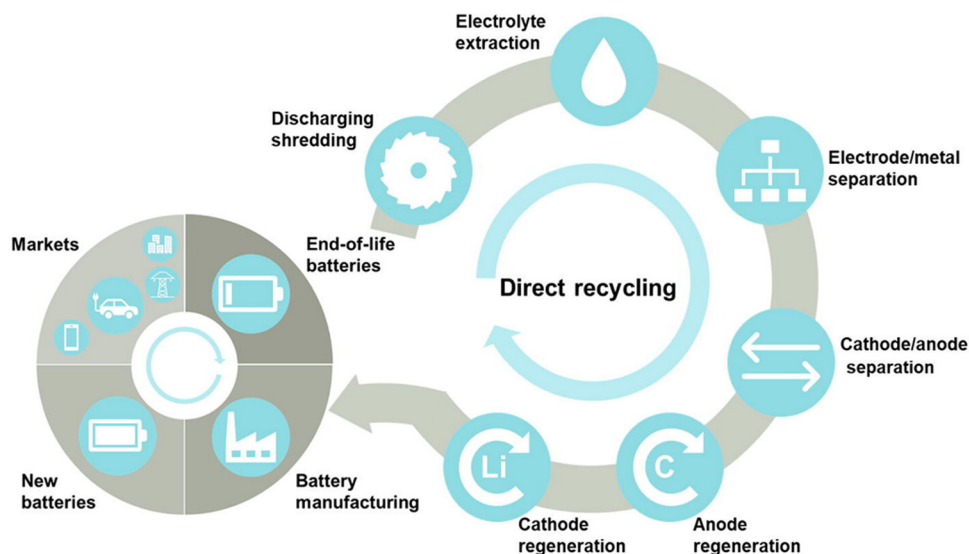 Electrolyte
extraction
Discharging
shredding
Electrode/metal
separation
Markets
End-of-life
batteries
Direct recycling
Cathode/anode
separation
Li
C
New
batteries
Battery
manufacturing
Cathode
regeneration
Anode
regeneration